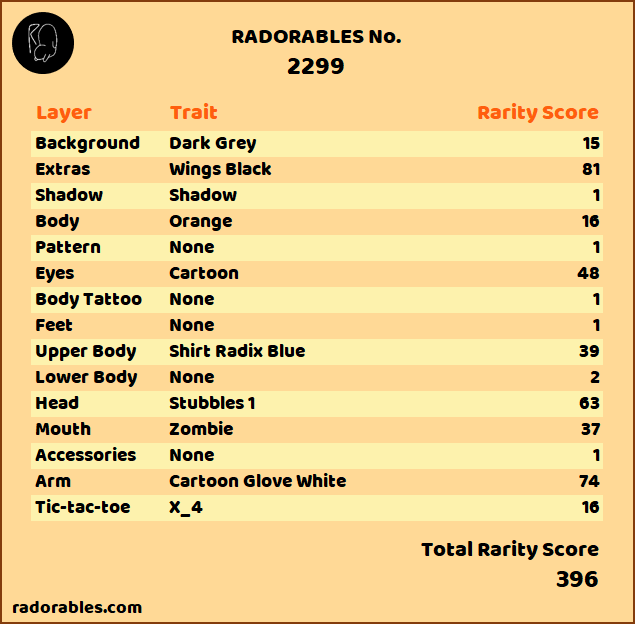 RADORABLES No.
2299
Layer Trait Rarity Score
Background Dark Grey 15
Extras Wings Black 81
Shadow Shadow 1
Body Orange 16
Pattern None 1
Eyes Cartoon 48
Body Tattoo None 1
Feet None 1
Upper Body Shirt Radix Blue 39
Lower Body None 2
Head Stubbles 1 63
Mouth Zombie 37
Accessories None 1
Arm Cartoon Glove White 74
Tic-tac-toe X_4 16
Total Rarity Score
396
radorables.com